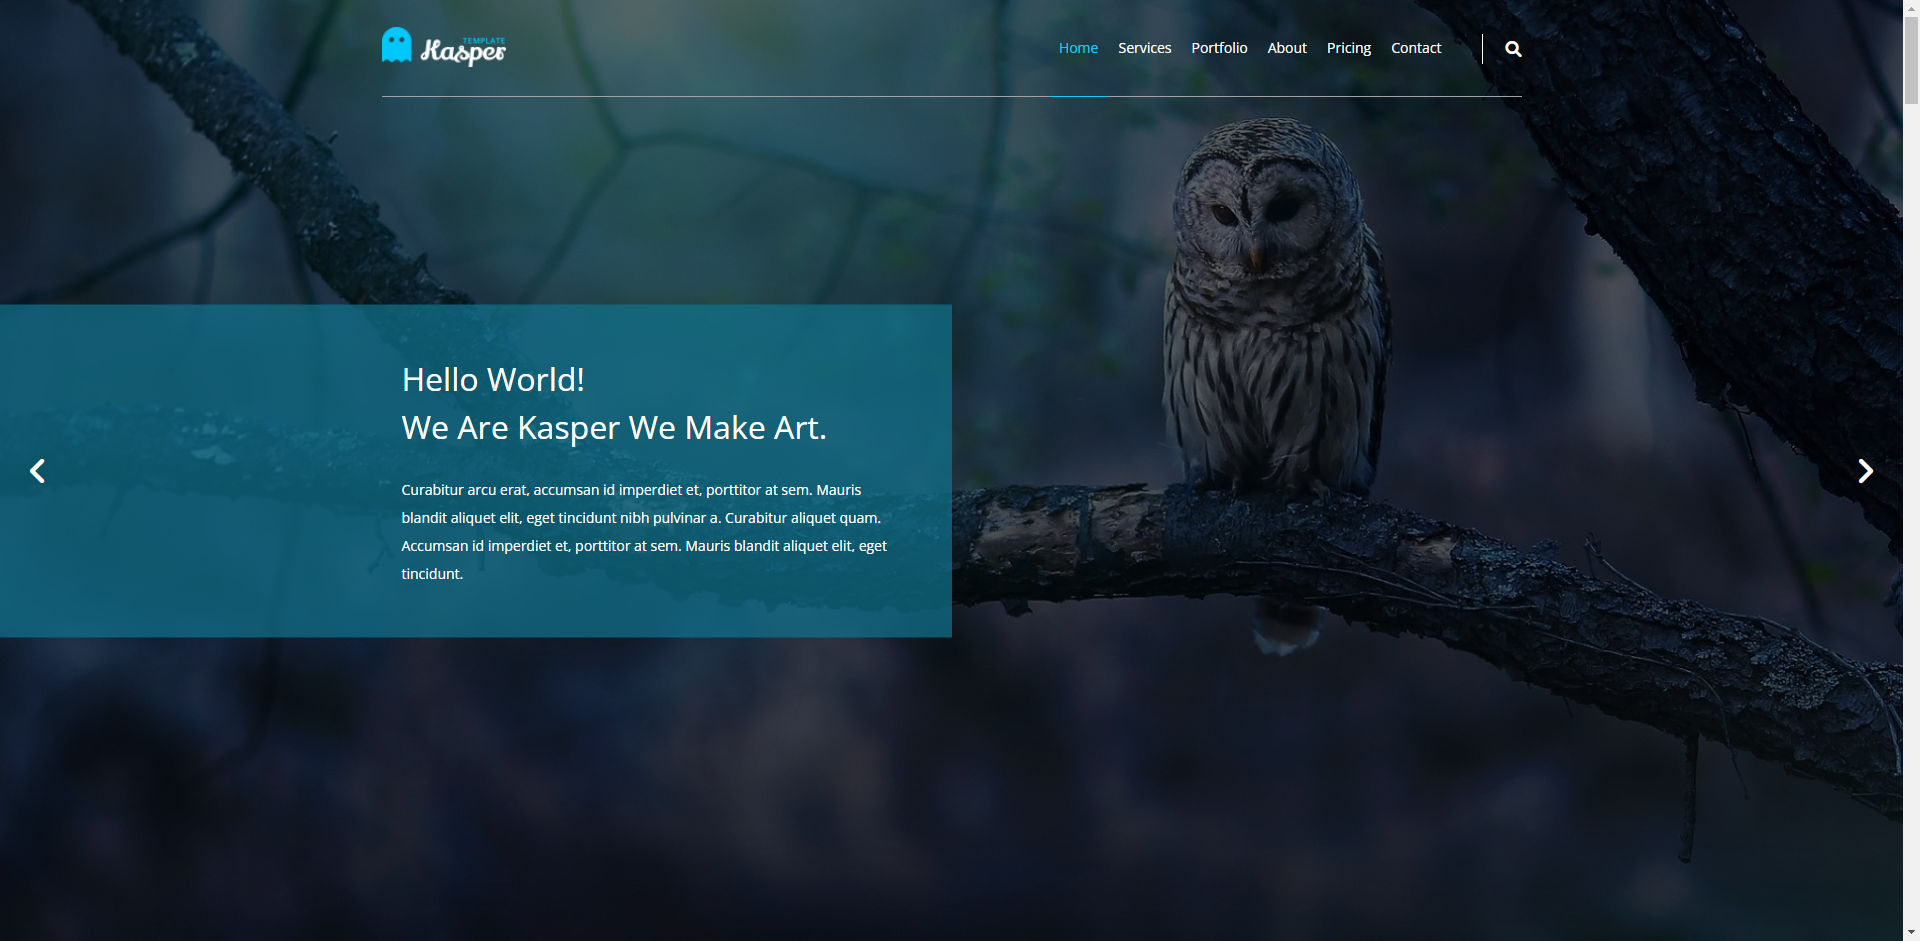 TEMPLATE
Kasper
Home Services Portfolio About Pricing Contact
Hello World!
We Are Kasper We Make Art.
Curabitur arcu erat, accumsan id imperdiet et, porttitor at sem. Mauris
blandit aliquet elit, eget tincidunt nibh pulvinar a. Curabitur aliquet quam.
Accumsan id imperdiet et, porttitor at sem. Mauris blandit aliquet elit, eget
tincidunt.